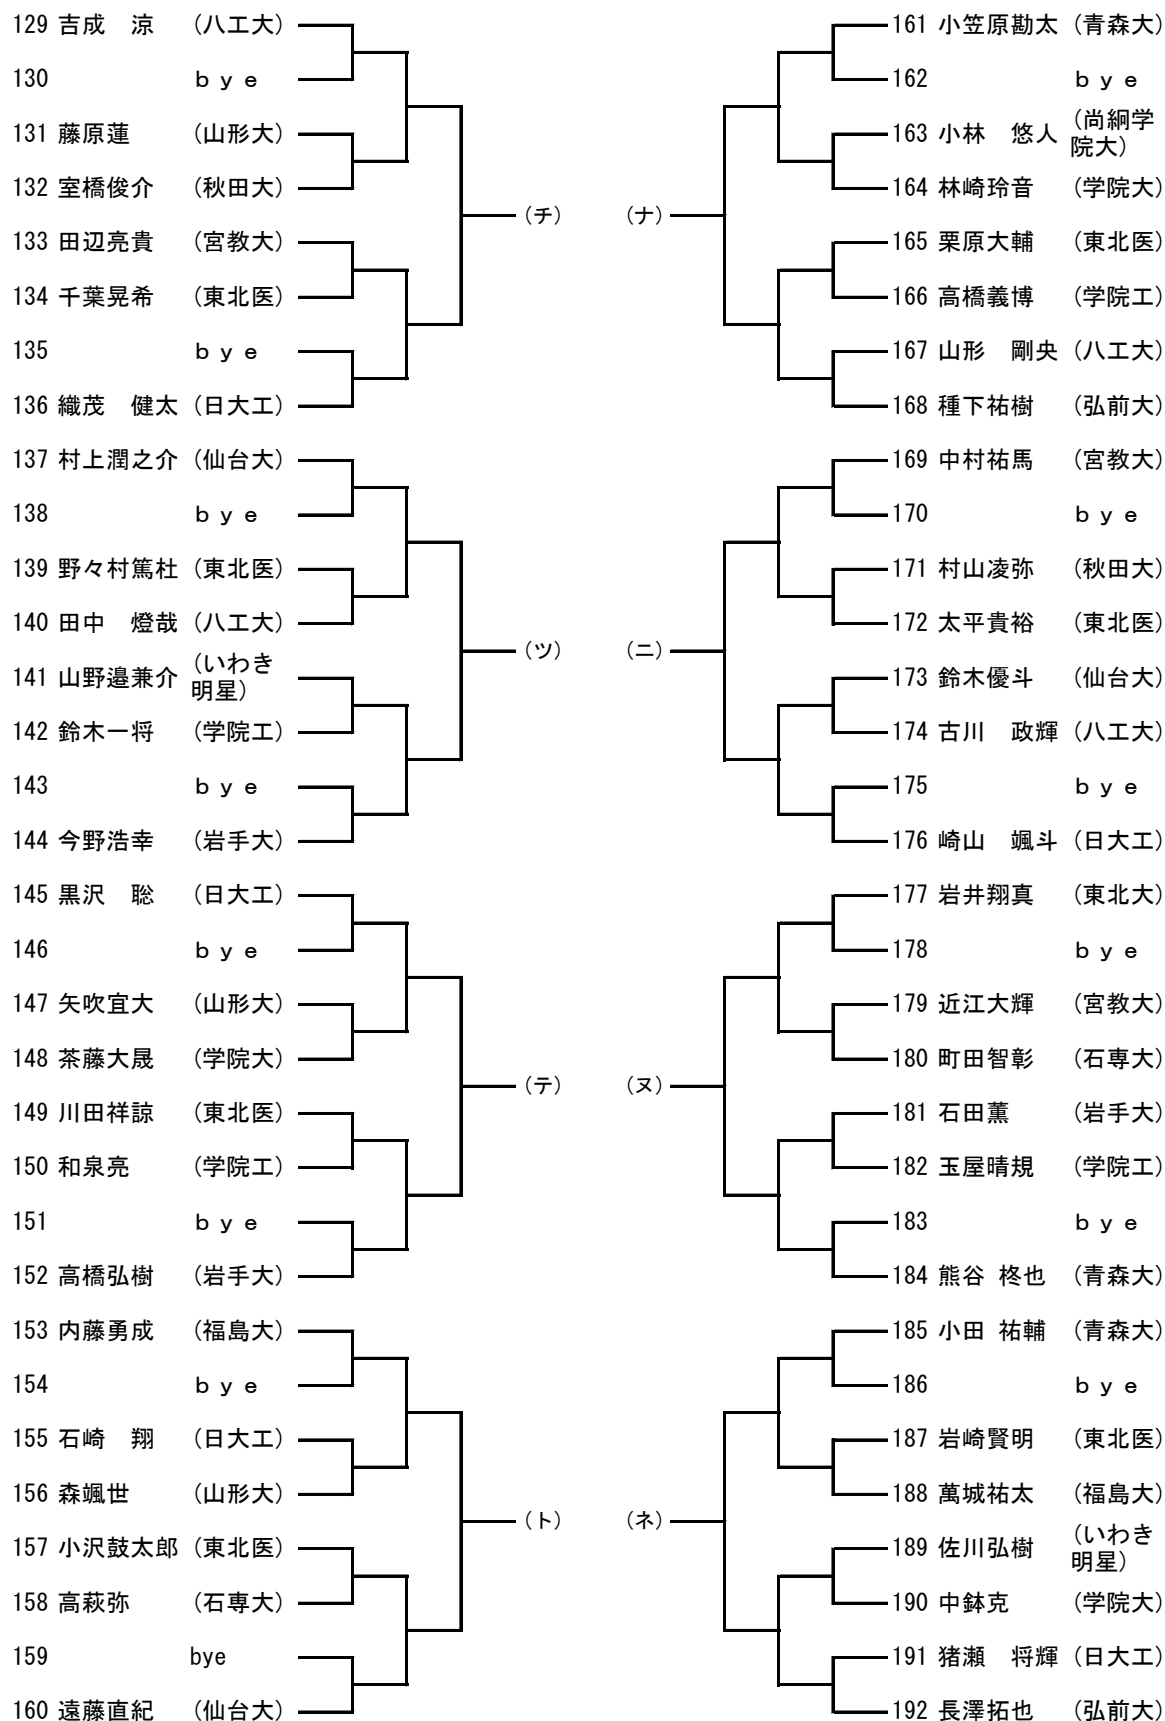 129 吉成　涼　（八工大）
130　ｂｙｅ
131 藤原蓮　（山形大）
132 室橋俊介　（秋田大）
133 田辺亮貴　（宮教大）
134 千葉晃希　（東北医）
135　ｂｙｅ
136 織茂　健太（日大工）
（チ）
137 村上潤之介（仙台大）
138　ｂｙｅ
139 野々村篤杜（東北医）
140 田中　燈哉（八工大）
141 山野邉兼介（いわき
明星）
142 鈴木一将　（学院工）
143　ｂｙｅ
144 今野浩幸　（岩手大）
（ツ）
145 黒沢　聡　（日大工）
146　ｂｙｅ
147 矢吹宜大　（山形大）
148 茶藤大晟　（学院大）
149 川田祥諒　（東北医）
150 和泉亮　（学院工）
151　ｂｙｅ
152 高橋弘樹　（岩手大）
（テ）
153 内藤勇成　（福島大）
154　ｂｙｅ
155 石崎　翔　（日大工）
156 森颯世　（山形大）
157 小沢鼓太郎（東北医）
158 高萩弥　（石専大）
159　bye
160 遠藤直紀　（仙台大）
（ト）
161 小笠原勘太（青森大）
162　ｂｙｅ
163 小林　悠人（尚絅学
院大）
164 林崎玲音　（学院大）
165 栗原大輔　（東北医）
166 高橋義博　（学院工）
167 山形　剛央（八工大）
168 種下祐樹　（弘前大）
（ナ）
169 中村祐馬　（宮教大）
170　ｂｙｅ
171 村山凌弥　（秋田大）
172 太平貴裕　（東北医）
173 鈴木優斗　（仙台大）
174 古川　政輝（八工大）
175　ｂｙｅ
176 崎山　颯斗（日大工）
（ニ）
177 岩井翔真　（東北大）
178　ｂｙｅ
179 近江大輝　（宮教大）
180 町田智彰　（石専大）
181 石田薫　（岩手大）
182 玉屋晴規　（学院工）
183　ｂｙｅ
184 熊谷 柊也　（青森大）
（ヌ）
185 小田 祐輔　（青森大）
186　ｂｙｅ
187 岩崎賢明　（東北医）
188 萬城祐太　（福島大）
189 佐川弘樹　（いわき
明星）
190 中鉢克　（学院大）
191 猪瀬　将輝（日大工）
192 長澤拓也　（弘前大）
（ネ）